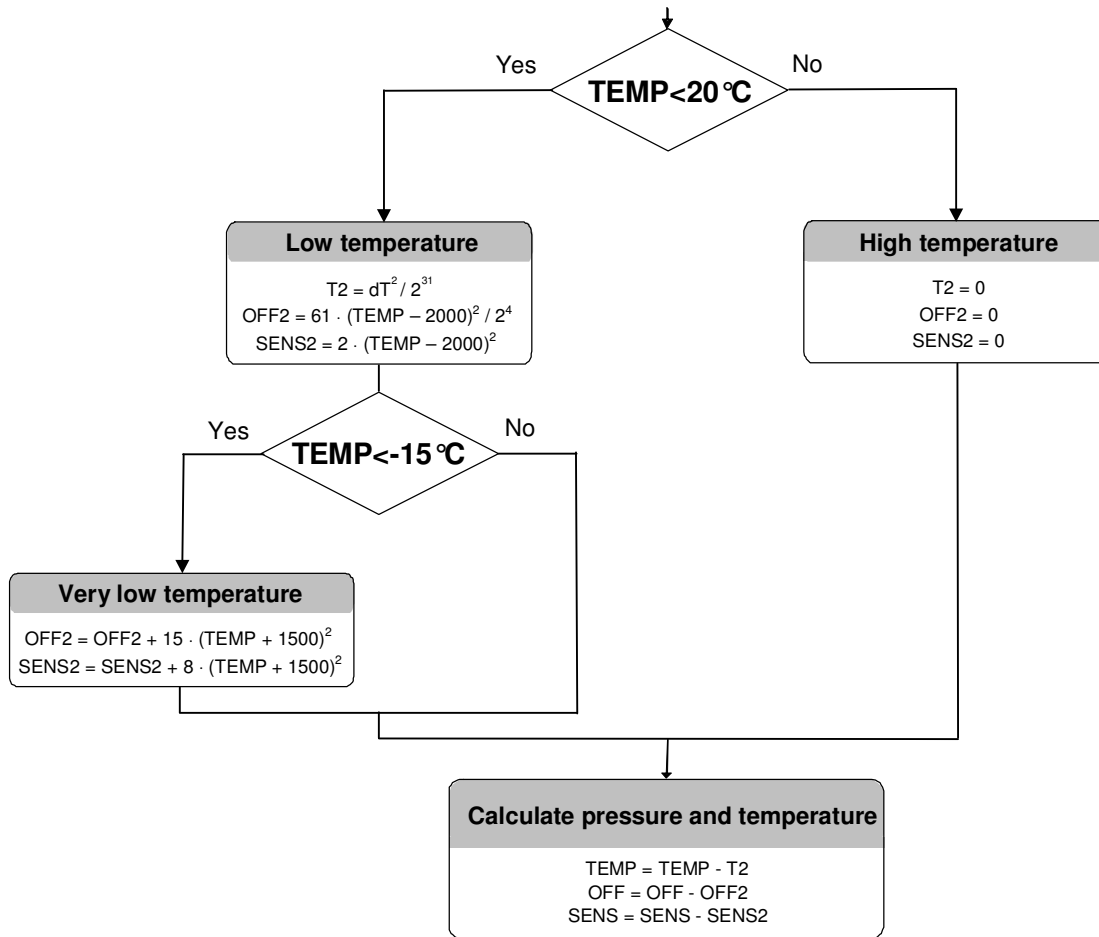 Yes
No
TEMP<20°C
Low temperature
T2 = dT² / 2³¹
OFF2 = 61 · (TEMP – 2000)² / 2⁴
SENS2 = 2 · (TEMP – 2000)²
High temperature
T2 = 0
OFF2 = 0
SENS2 = 0
Yes
No
TEMP<-15°C
Very low temperature
OFF2 = OFF2 + 15 · (TEMP + 1500)²
SENS2 = SENS2 + 8 · (TEMP + 1500)²
Calculate pressure and temperature
TEMP = TEMP - T2
OFF = OFF - OFF2
SENS = SENS - SENS2